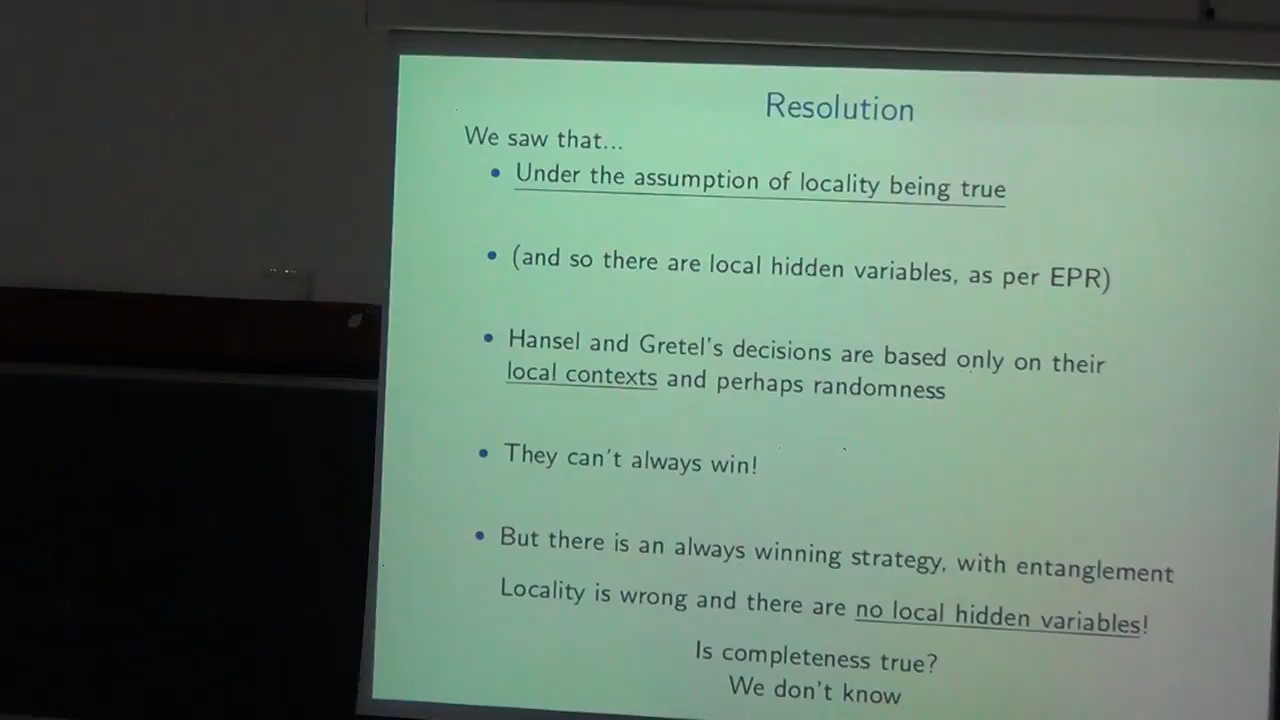 Resolution
We saw that...
• Under the assumption of locality being true
• (and so there are local hidden variables, as per EPR)
• Hansel and Gretel's decisions are based only on their
local contexts and perhaps randomness
• They can't always win!
• But there is an always winning strategy, with entanglement
Locality is wrong and there are no local hidden variables!
Is completeness true?
We don't know